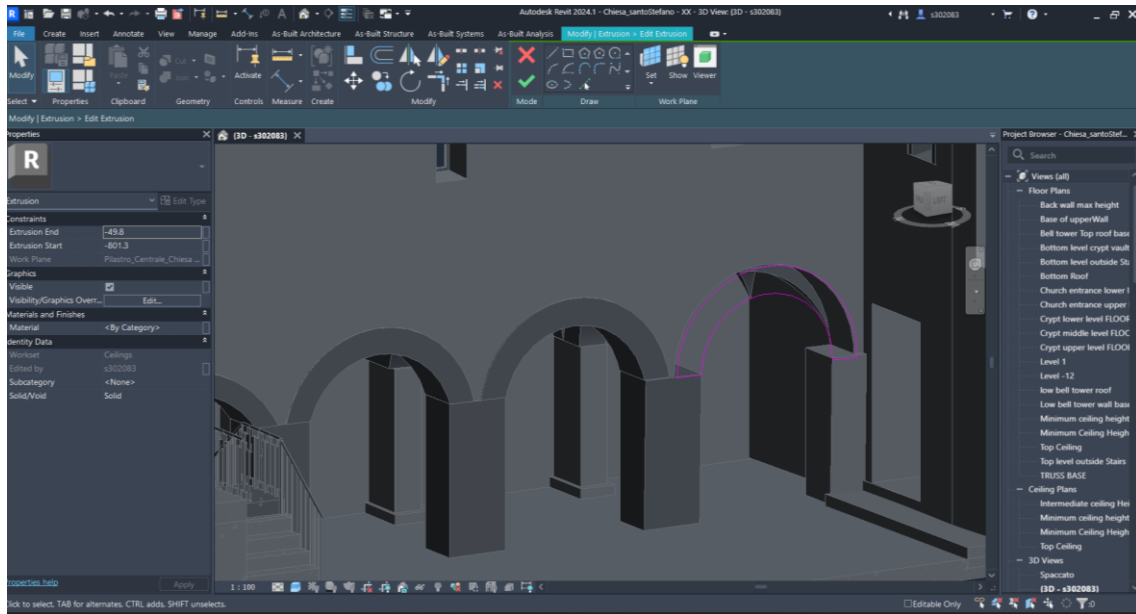 Autodesk Revit 2024.1 - Chiesa_santoStefano - XX - 3D View: {3D - s302083}
s302083
File Create Insert Annotate View Manage Add-Ins As-Built Architecture As-Built Structure As-Built Systems As-Built Analysis Modify | Extrusion > Edit Extrusion
Modify
Paste
Cut
Join
Activate
Set Show Viewer
Select Properties Clipboard Geometry Controls Measure Create Modify Mode Draw Work Plane
Modify | Extrusion > Edit Extrusion
Properties
{3D - s302083}
Project Browser - Chiesa_santoStef...
R
Search
Extrusion
Edit Type
Constraints
Extrusion End -49.8
Extrusion Start -801.3
Work Plane Pilastro_Centrale_Chiesa ...
Graphics
Visible
Visibility/Graphics Overr... Edit...
Materials and Finishes
Material <By Category>
Identity Data
Workset Ceilings
Edited by s302083
Subcategory <None>
Solid/Void Solid
LEFT
Views (all)
Floor Plans
Back wall max height
Base of upperWall
Bell tower Top roof base
Bottom level crypt vault
Bottom level outside Sta
Bottom Roof
Church entrance lower l
Church entrance upper
Crypt lower level FLOOR
Crypt middle level FLOC
Crypt upper level FLOOI
Level 1
Level -12
low bell tower roof
Low bell tower wall base
Minimum ceiling height
Minimum Ceiling Heigh
Top Ceiling
Top level outside Stairs
TRUSS BASE
Ceiling Plans
Intermediate ceiling Hei
Minimum ceiling height
Minimum Ceiling Heigh
Top Ceiling
3D Views
Spaccato
{3D - s302083}
Properties help
Apply
1 : 100
Click to select, TAB for alternates, CTRL adds, SHIFT unselects.
Editable Only
:0